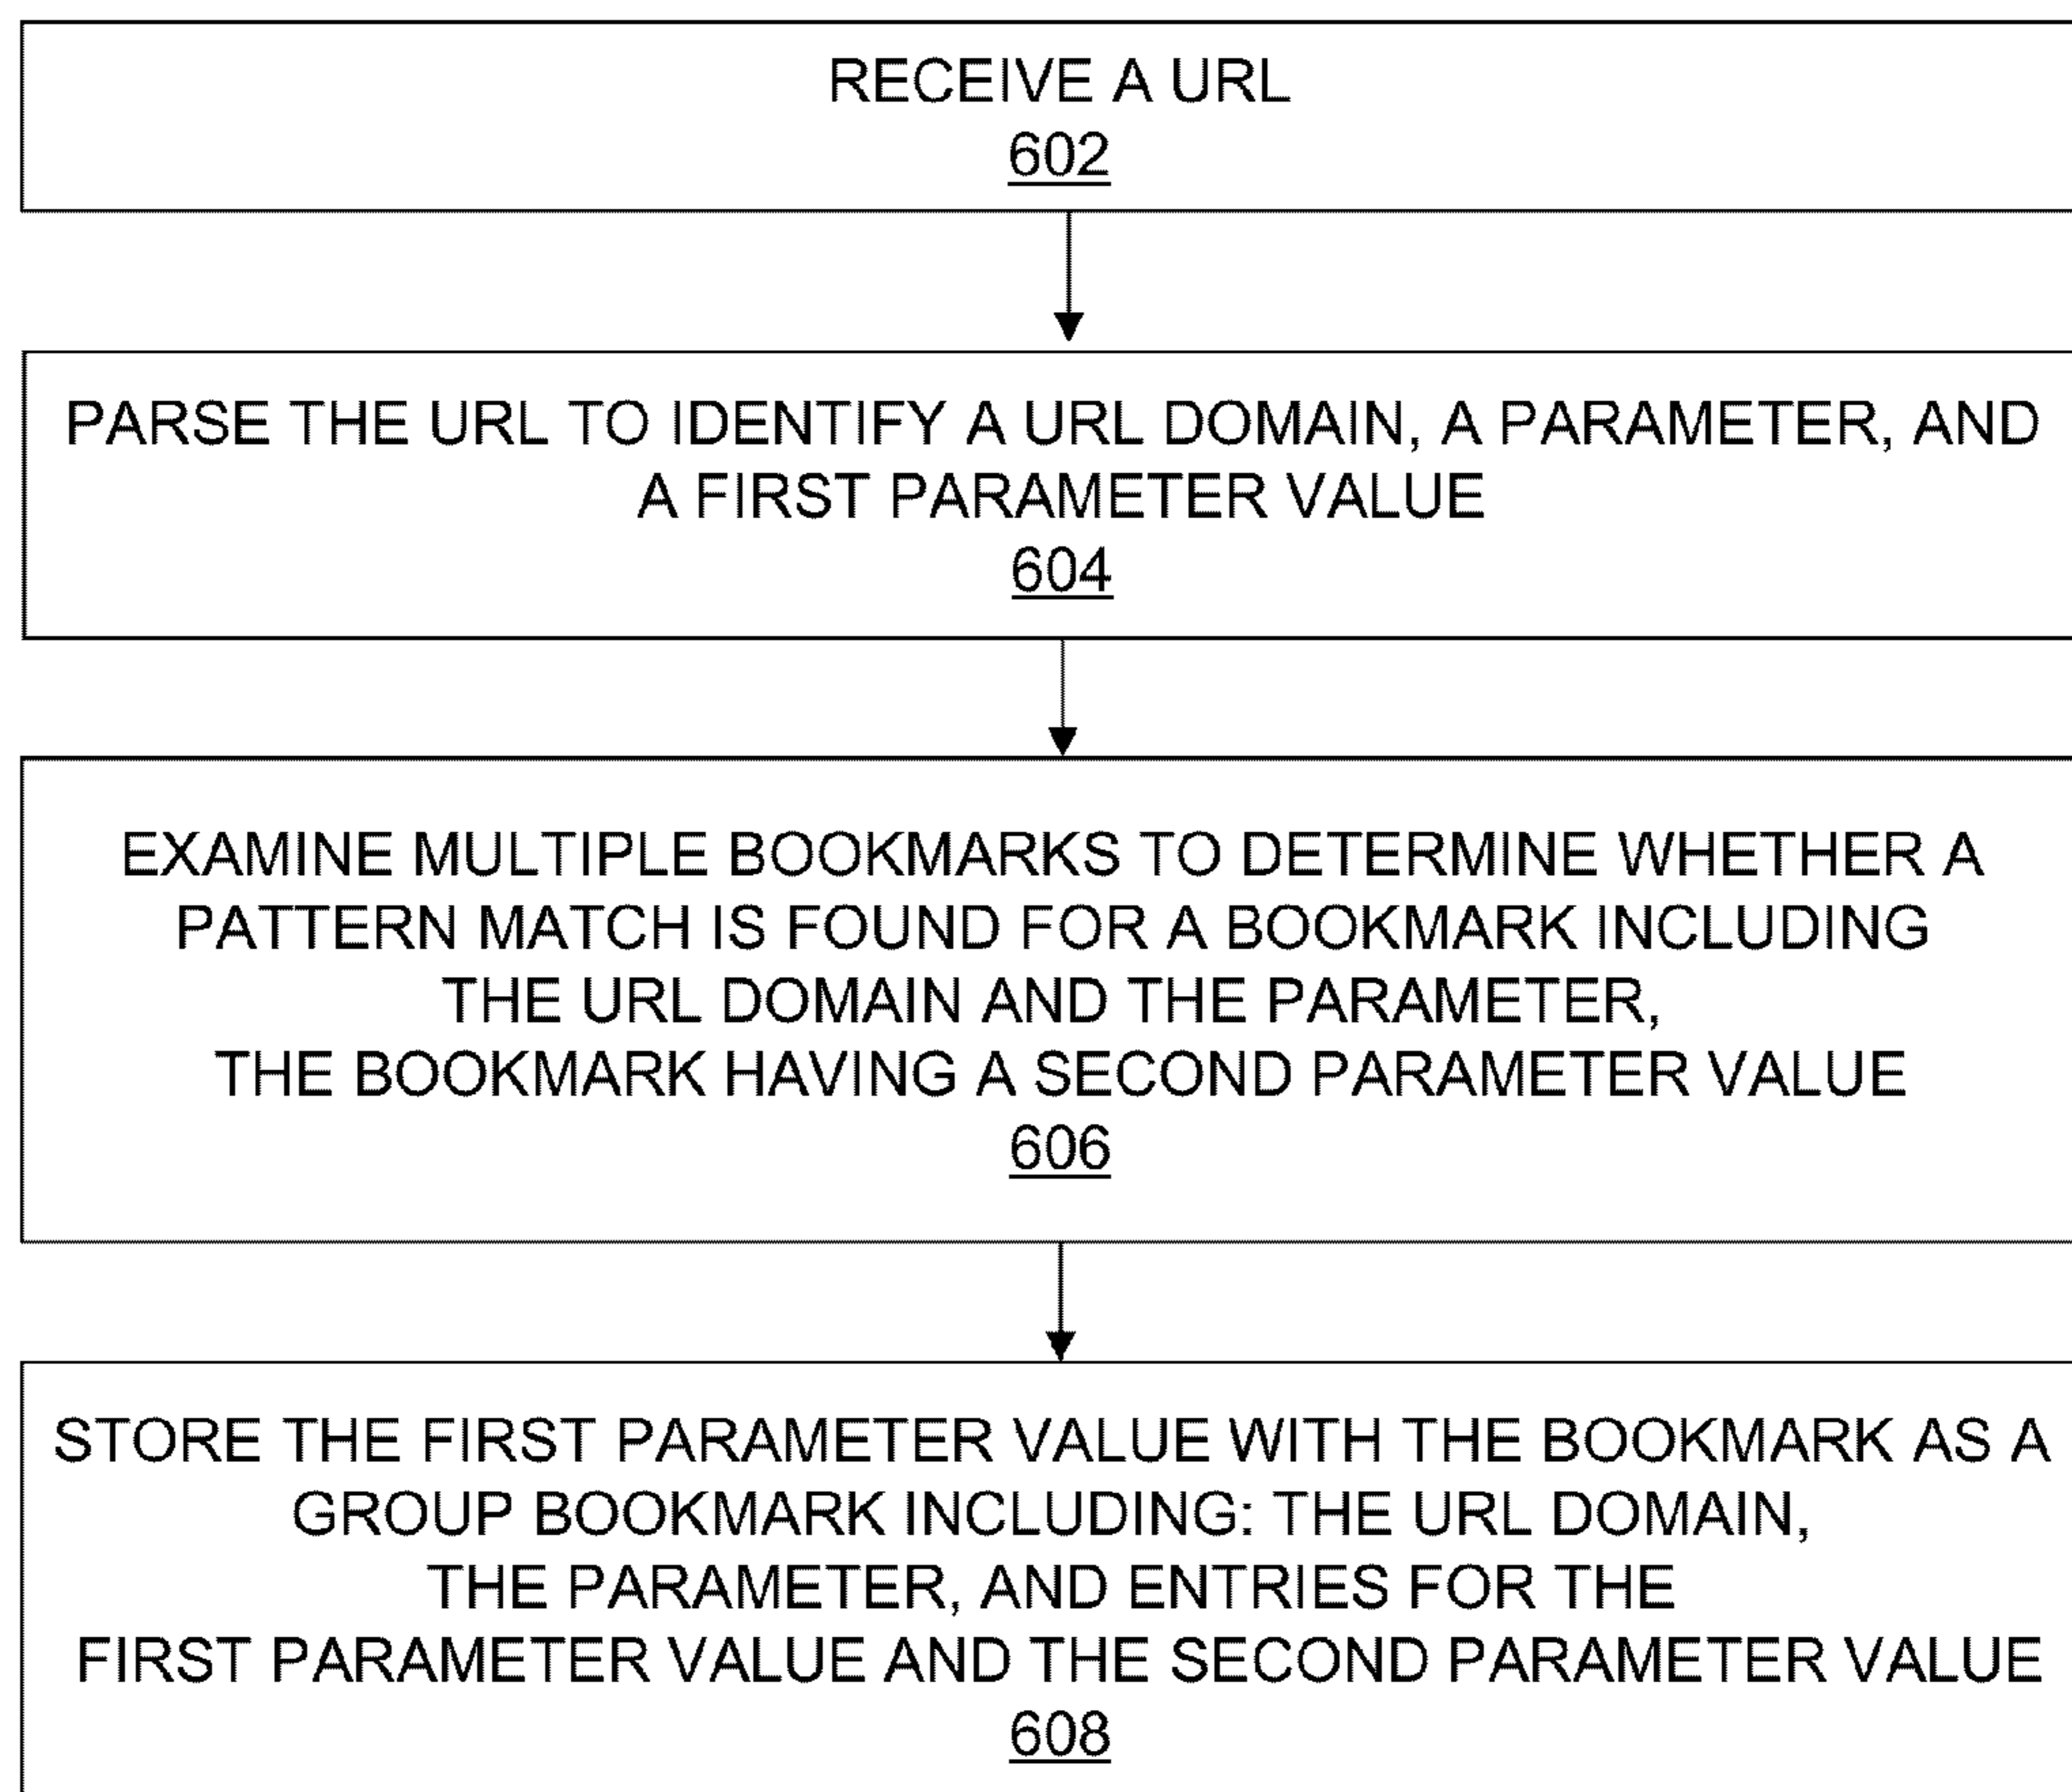 RECEIVE A URL
602
PARSE THE URL TO IDENTIFY A URL DOMAIN, A PARAMETER, AND
A FIRST PARAMETER VALUE
604
EXAMINE MULTIPLE BOOKMARKS TO DETERMINE WHETHER A
PATTERN MATCH IS FOUND FOR A BOOKMARK INCLUDING
THE URL DOMAIN AND THE PARAMETER,
THE BOOKMARK HAVING A SECOND PARAMETER VALUE
606
STORE THE FIRST PARAMETER VALUE WITH THE BOOKMARK AS A
GROUP BOOKMARK INCLUDING: THE URL DOMAIN,
THE PARAMETER, AND ENTRIES FOR THE
FIRST PARAMETER VALUE AND THE SECOND PARAMETER VALUE
608